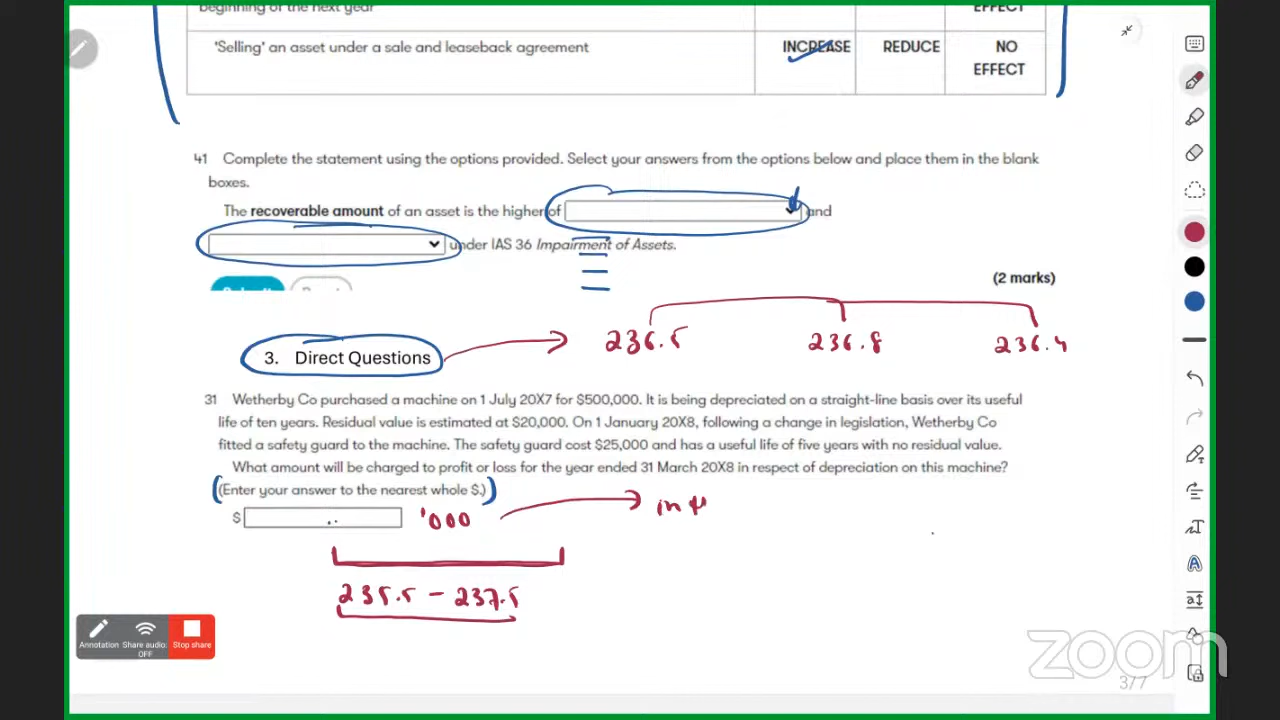 beginning of the next year
EFFECT
'Selling' an asset under a sale and leaseback agreement INCREASE REDUCE NO
EFFECT
41 Complete the statement using the options provided. Select your answers from the options below and place them in the blank
boxes.
The recoverable amount of an asset is the higher of and
under IAS 36 Impairment of Assets.
(2 marks)
3. Direct Questions
236.5 236.8 236.4
31 Wetherby Co purchased a machine on 1 July 20X7 for $500,000. It is being depreciated on a straight-line basis over its useful
life of ten years. Residual value is estimated at $20,000. On 1 January 20X8, following a change in legislation, Wetherby Co
fitted a safety guard to the machine. The safety guard cost $25,000 and has a useful life of five years with no residual value.
What amount will be charged to profit or loss for the year ended 31 March 20X8 in respect of depreciation on this machine?
(Enter your answer to the nearest whole $.)
$ '000 in
235.5 – 237.5
Annotation Share audio: OFF Stop share
zoom
3/7